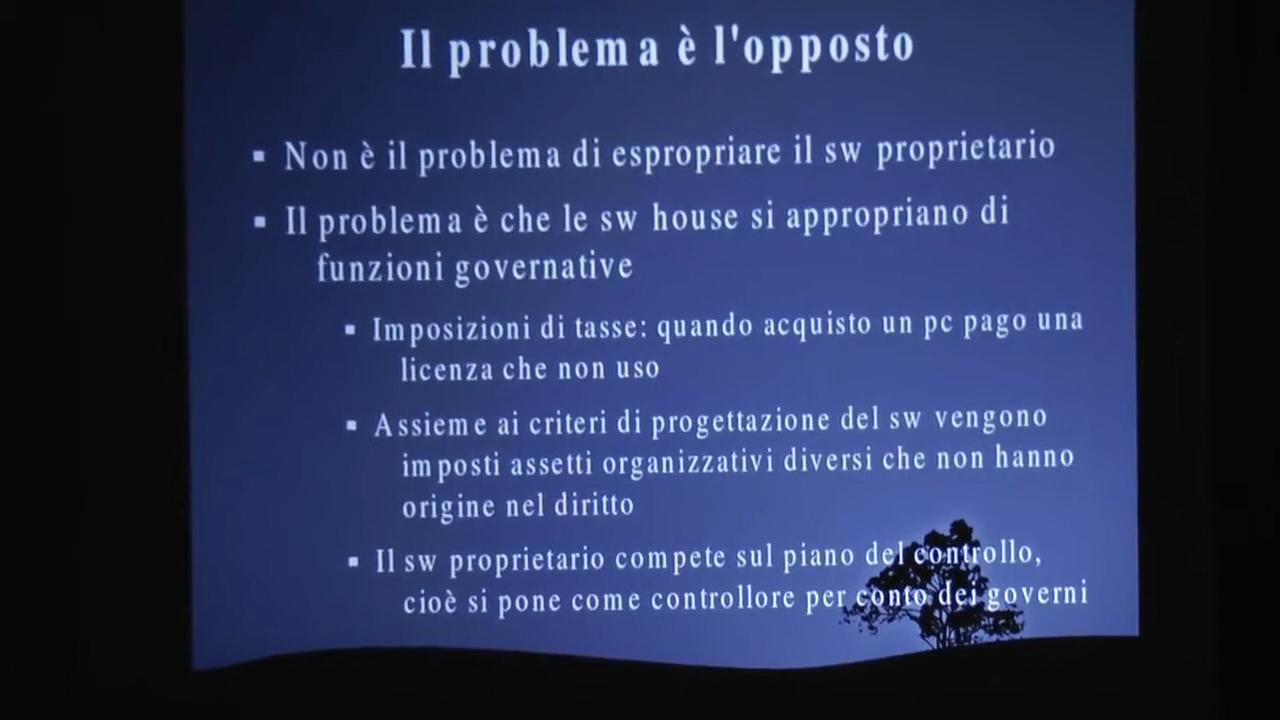 Il problema è l'opposto
▪ Non è il problema di espropriare il sw proprietario
▪ Il problema è che le sw house si appropriano di
funzioni governative
▪ Imposizioni di tasse: quando acquisto un pc pago una
licenza che non uso
▪ Assieme ai criteri di progettazione del sw vengono
imposti assetti organizzativi diversi che non hanno
origine nel diritto
▪ Il sw proprietario compete sul piano del controllo,
cioè si pone come controllore per conto dei governi